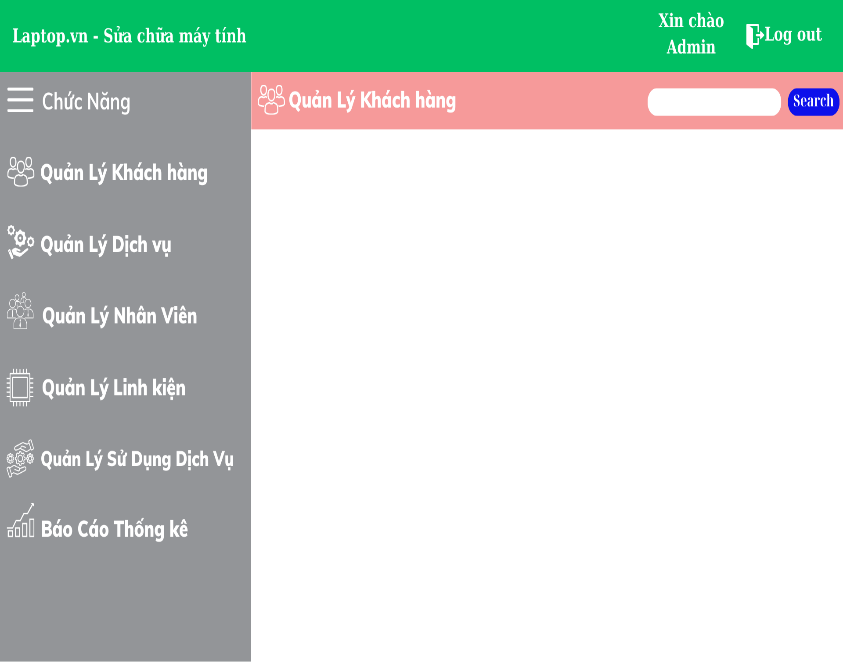 Laptop.vn - Sửa chữa máy tính
Xin chào
Admin
Log out
Chức Năng
Quản Lý Khách hàng
Search
Quản Lý Khách hàng
Quản Lý Dịch vụ
Quản Lý Nhân Viên
Quản Lý Linh kiện
Quản Lý Sử Dụng Dịch Vụ
Báo Cáo Thống kê